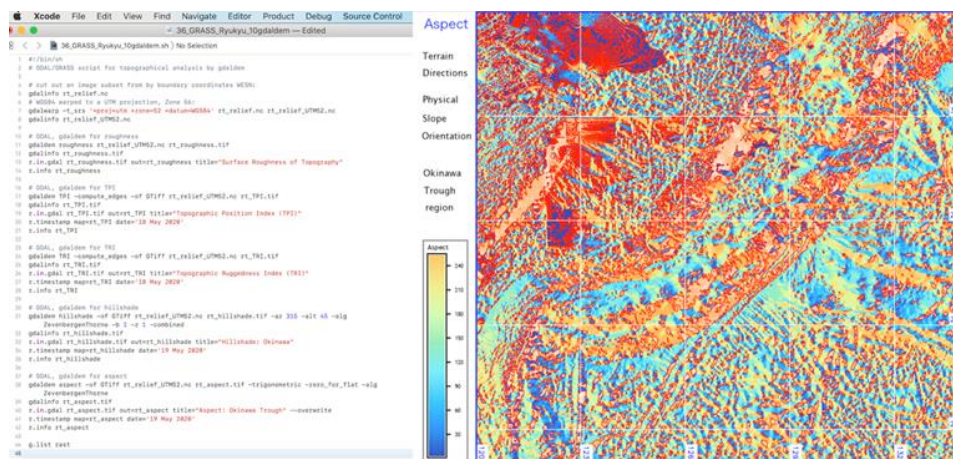 Xcode File Edit View Find Navigate Editor Product Debug Source Control
36_GRASS_Ryukyu_10gdaldem.sh — Edited
36_GRASS_Ryukyu_10gdaldem.sh ) No Selection
#!/bin/sh
# GDAL/GRASS script for topographical analysis by gdaldem
# cut out an image subset from by boundary coordinates WESN:
gdalinfo rt_relief.nc
# WGS84 warped to a UTM projection, Zone
gdalwarp -t_srs '+proj=utm +zone=52 +datum=WGS84' rt_relief.nc rt_relief_UTM52.nc
gdalinfo rt_relief_UTM52.nc
# GDAL, gdaldem for roughness
gdaldem roughness rt_relief_UTM52.nc rt_roughness.tif
gdalinfo rt_roughness.tif
r.in.gdal rt_roughness.tif out=rt_roughness title="Surface Roughness of Topography"
r.info rt_roughness
# GDAL, gdaldem for TPI
gdaldem TPI -compute_edges -of GTiff rt_relief_UTM52.nc rt_TPI.tif
gdalinfo rt_TPI.tif
r.in.gdal rt_TPI.tif out=rt_TPI title="Topographic Position Index (TPI)"
r.timestamp map=rt_TPI date='18 May 2020'
r.info rt_TPI
# GDAL, gdaldem for TRI
gdaldem TRI -compute_edges -of GTiff rt_relief_UTM52.nc rt_TRI.tif
gdalinfo rt_TRI.tif
r.in.gdal rt_TRI.tif out=rt_TRI title="Topographic Ruggedness Index (TRI)"
r.timestamp map=rt_TRI date='18 May 2020'
r.info rt_TRI
# GDAL, gdaldem for hillshade
gdaldem hillshade -of GTiff rt_relief_UTM52.nc rt_hillshade.tif -az 315 -alt 45 -alg
ZevenbergenThorne -b 1 -z 1 -combined
gdalinfo rt_hillshade.tif
r.in.gdal rt_hillshade.tif out=rt_hillshade title="Hillshade: Okinawa"
r.timestamp map=rt_hillshade date='19 May 2020'
r.info rt_hillshade
# GDAL, gdaldem for aspect
gdaldem aspect -of GTiff rt_relief_UTM52.nc rt_aspect.tif -trigonometric -zero_for_flat -alg
ZevenbergenThorne
gdalinfo rt_aspect.tif
r.in.gdal rt_aspect.tif out=rt_aspect title="Aspect: Okinawa Trough" --overwrite
r.timestamp map=rt_aspect date='19 May 2020'
r.info rt_aspect
g.list rast
Aspect
Terrain
Directions
Physical
Slope
Orientation
Okinawa
Trough
region
Aspect
240
210
180
150
120
90
60
30